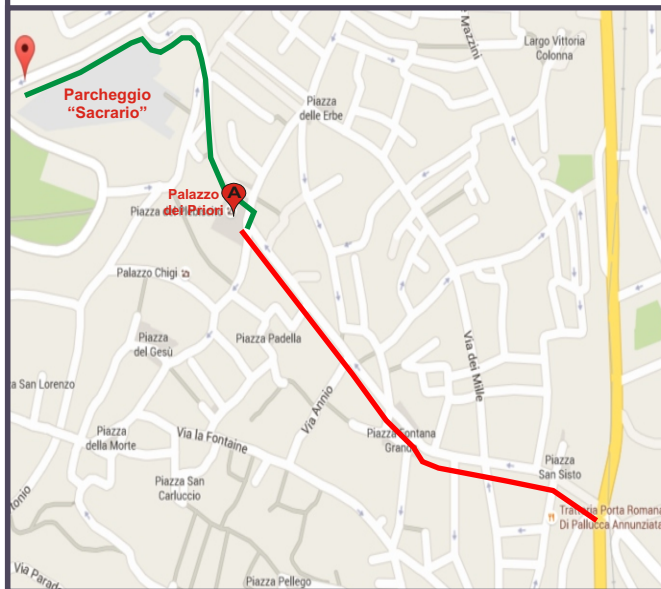 r Mazzini
Largo Vittoria
Colonna
Parcheggio
“Sacrario”
Piazza
delle Erbe
A
Palazzo
dei Priori
Piazza
Palazzo Chigi
Piazza
del Gesù
Piazza Padella
Via dei Mille
a San Lorenzo
Via Annio
Piazza
della Morte
Via la Fontaine
Piazza Fontana
Grande
Piazza
San Sisto
Piazza San
Carluccio
Trattoria Porta Romana
Di Pallucca Annunziata
tonio
Via Parad
Piazza Pellego